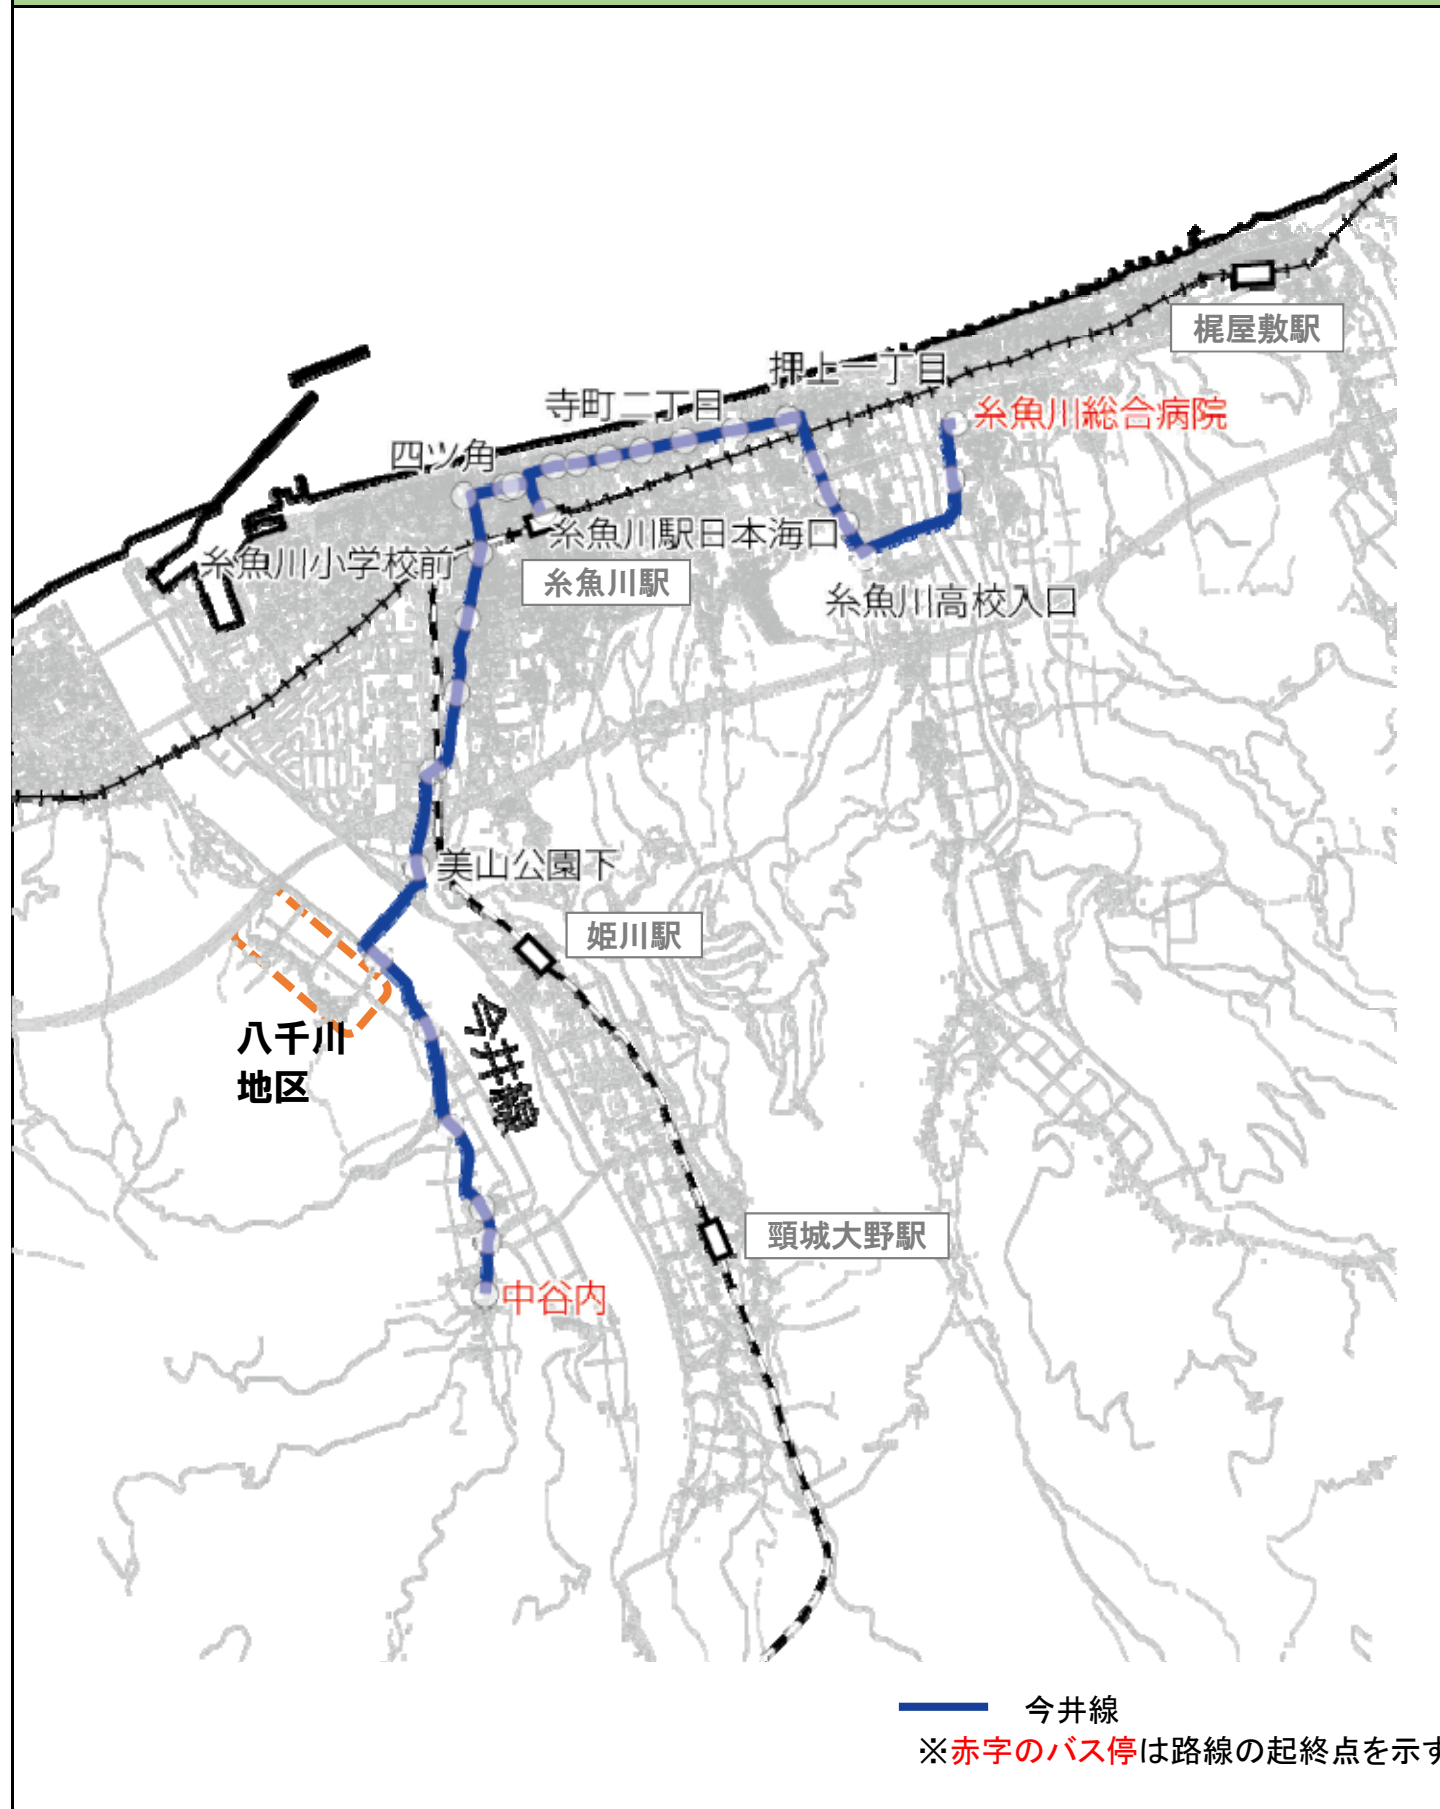 梶屋敷駅
押上一丁目
寺町二丁目
糸魚川総合病院
四ツ角
糸魚川駅日本海口
糸魚川小学校前
糸魚川駅
糸魚川高校入口
美山公園下
姫川駅
今井線
八千川
地区
頸城大野駅
中谷内
今井線
※赤字のバス停は路線の起終点を示す